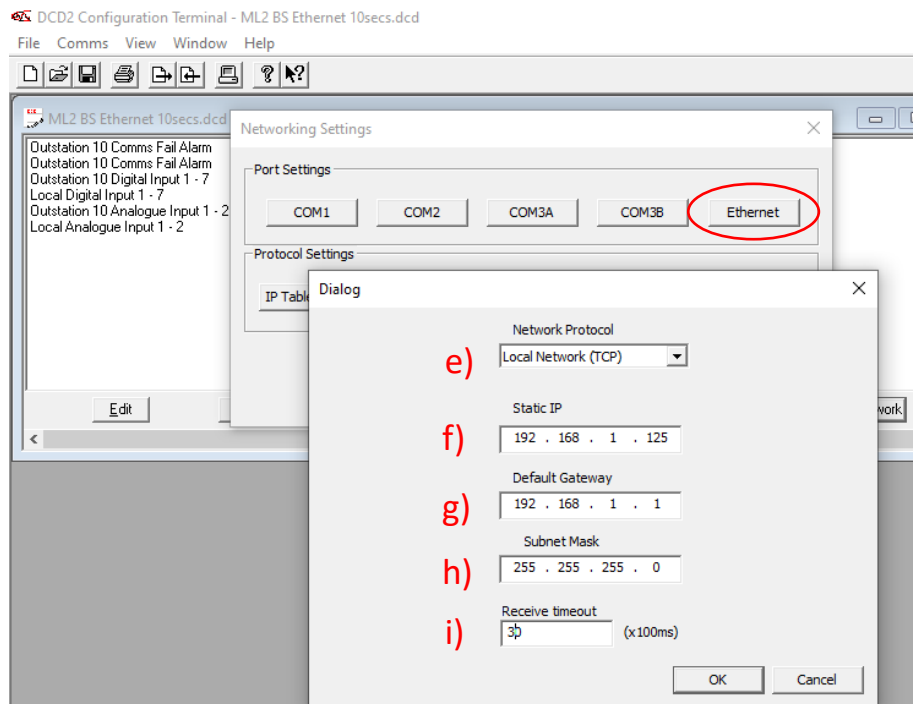 DCD2 Configuration Terminal - ML2 BS Ethernet 10secs.dcd
File Comms View Window Help
ML2 BS Ethernet 10secs.dcd
Networking Settings
Outstation 10 Comms Fail Alarm
Outstation 10 Comms Fail Alarm
Outstation 10 Digital Input 1 - 7
Local Digital Input 1 - 7
Outstation 10 Analogue Input 1 - 2
Local Analogue Input 1 - 2
Port Settings
COM1 COM2 COM3A COM3B Ethernet
Protocol Settings
IP Table
Dialog
Network Protocol
e) Local Network (TCP)
Static IP
f) 192 . 168 . 1 . 125
Default Gateway
g) 192 . 168 . 1 . 1
Subnet Mask
h) 255 . 255 . 255 . 0
Receive timeout
i) 30 (x100ms)
OK Cancel
Edit
work